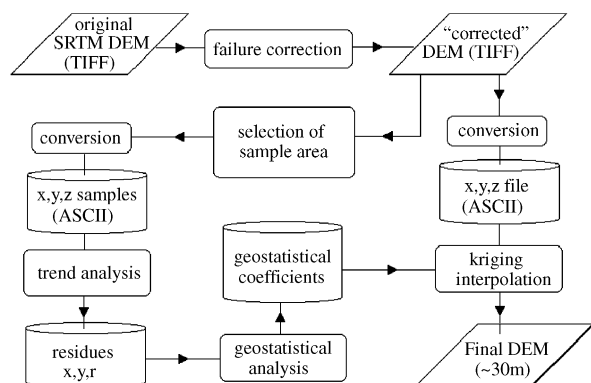 original
SRTM DEM
(TIFF)
failure correction
“corrected”
DEM (TIFF)
conversion
selection of
sample area
conversion
x,y,z samples
(ASCII)
x,y,z file
(ASCII)
trend analysis
geostatistical
coefficients
kriging
interpolation
residues
x,y,r
geostatistical
analysis
Final DEM
(~30m)